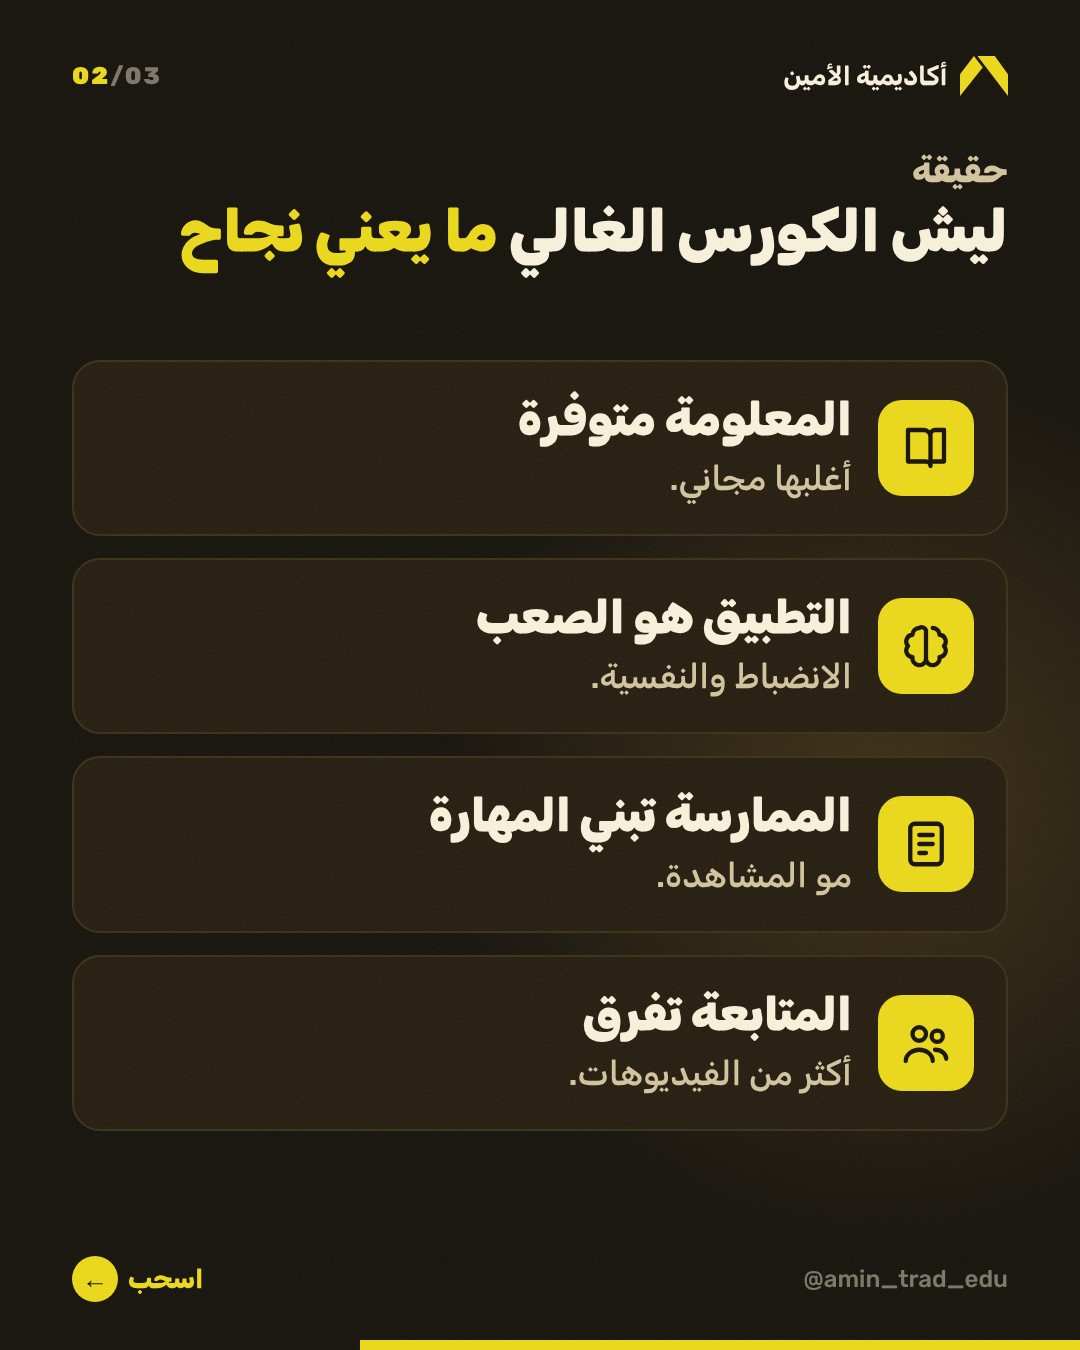 أكاديمية الأمين
02/03
حقيقة
ليش الكورس الغالي ما يعني نجاح
المعلومة متوفرة
أغلبها مجاني.
التطبيق هو الصعب
الانضباط والنفسية.
الممارسة تبني المهارة
مو المشاهدة.
المتابعة تفرق
أكثر من الفيديوهات.
@amin_trad_edu
اسحب ←